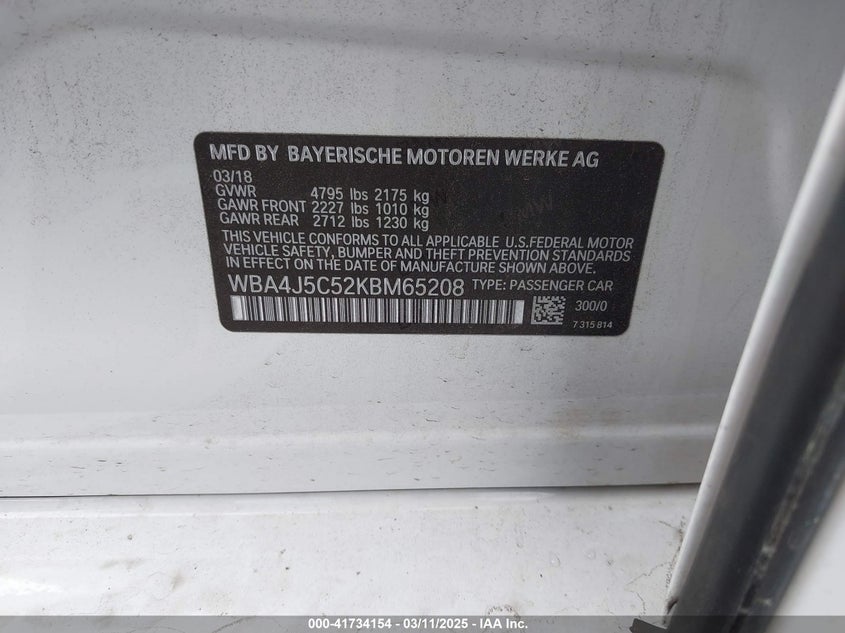 MFD BY BAYERISCHE MOTOREN WERKE AG
03/18
GVWR 4795 lbs 2175 kg
GAWR FRONT 2227 lbs 1010 kg
GAWR REAR 2712 lbs 1230 kg
THIS VEHICLE CONFORMS TO ALL APPLICABLE U.S.FEDERAL MOTOR
VEHICLE SAFETY, BUMPER AND THEFT PREVENTION STANDARDS
IN EFFECT ON THE DATE OF MANUFACTURE SHOWN ABOVE.
WBA4J5C52KBM65208 TYPE: PASSENGER CAR
300/0
7 315 814
000-41734154 - 03/11/2025 - IAA Inc.